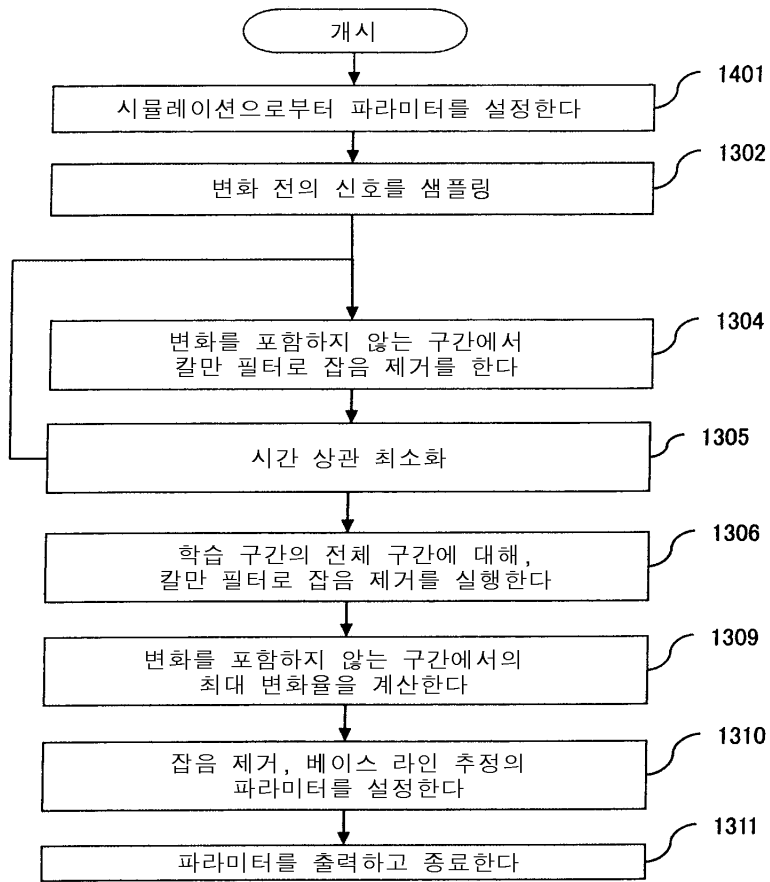 개시
1401
시뮬레이션으로부터 파라미터를 설정한다
1302
변화 전의 신호를 샘플링
1304
변화를 포함하지 않는 구간에서
칼만 필터로 잡음 제거를 한다
1305
시간 상관 최소화
1306
학습 구간의 전체 구간에 대해,
칼만 필터로 잡음 제거를 실행한다
1309
변화를 포함하지 않는 구간에서의
최대 변화율을 계산한다
1310
잡음 제거, 베이스 라인 추정의
파라미터를 설정한다
1311
파라미터를 출력하고 종료한다